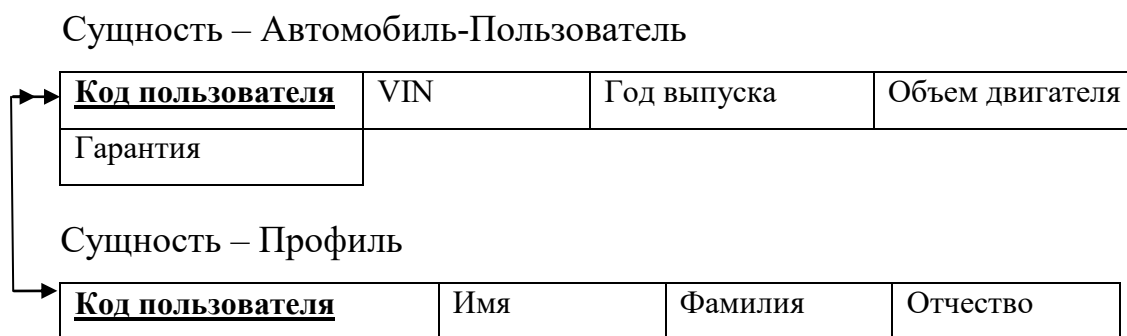 Сущность – Автомобиль-Пользователь
Код пользователя VIN Год выпуска Объем двигателя
Гарантия
Сущность – Профиль
Код пользователя Имя Фамилия Отчество